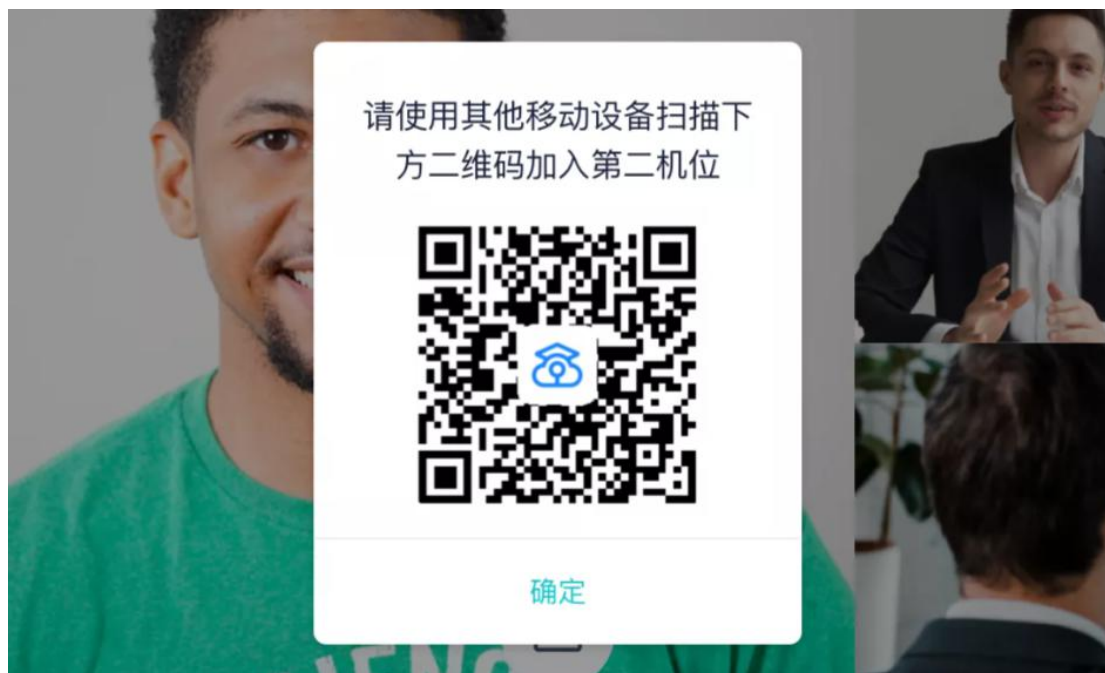 请使用其他移动设备扫描下
方二维码加入第二机位
确定